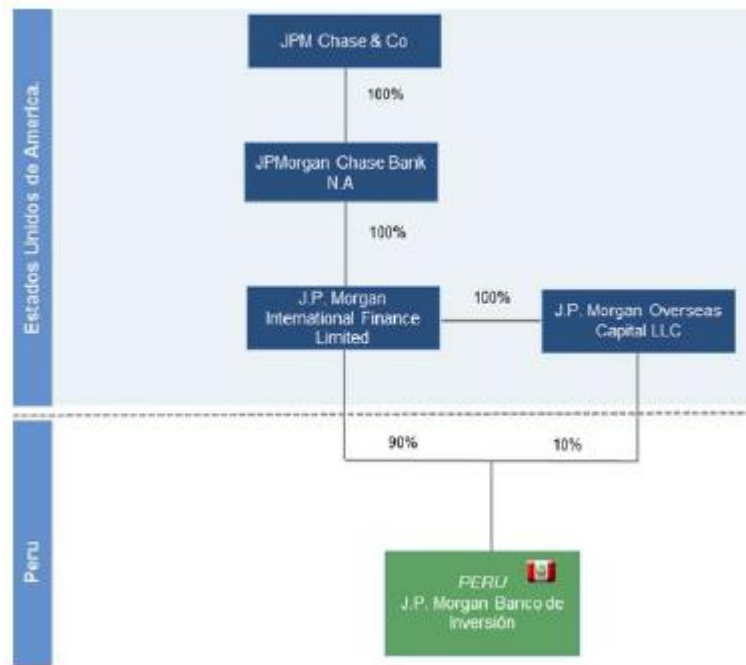 JPM Chase & Co
100%
JPMorgan Chase Bank
N.A
100%
J.P. Morgan
International Finance
Limited
100%
J.P. Morgan Overseas
Capital LLC
Estados Unidos de America.
90%
10%
Peru
PERU
J.P. Morgan Banco de
Inversión